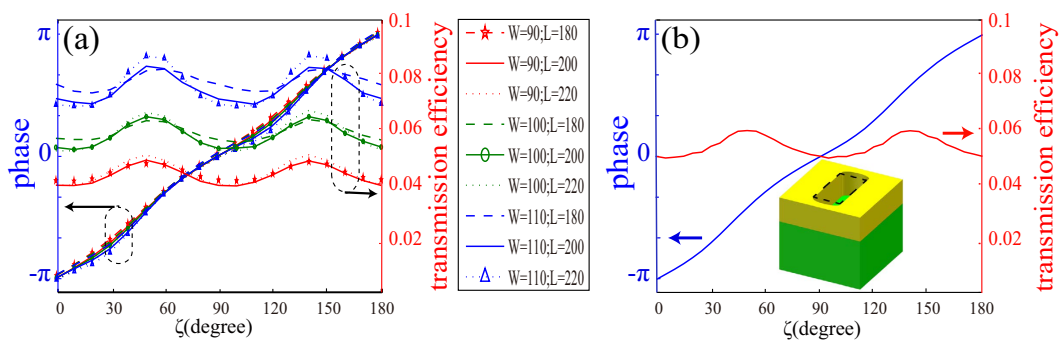 (a)
π
0
-π
phase
0
30
60
90
120
150
180
ζ(degree)
0.1
0.08
0.06
0.04
0.02
transmission efficiency
W=90;L=180
W=90;L=200
W=90;L=220
W=100;L=180
W=100;L=200
W=100;L=220
W=110;L=180
W=110;L=200
W=110;L=220
(b)
π
0
-π
phase
0
30
60
90
120
150
180
ζ(degree)
0.1
0.08
0.06
0.04
0.02
transmission efficiency